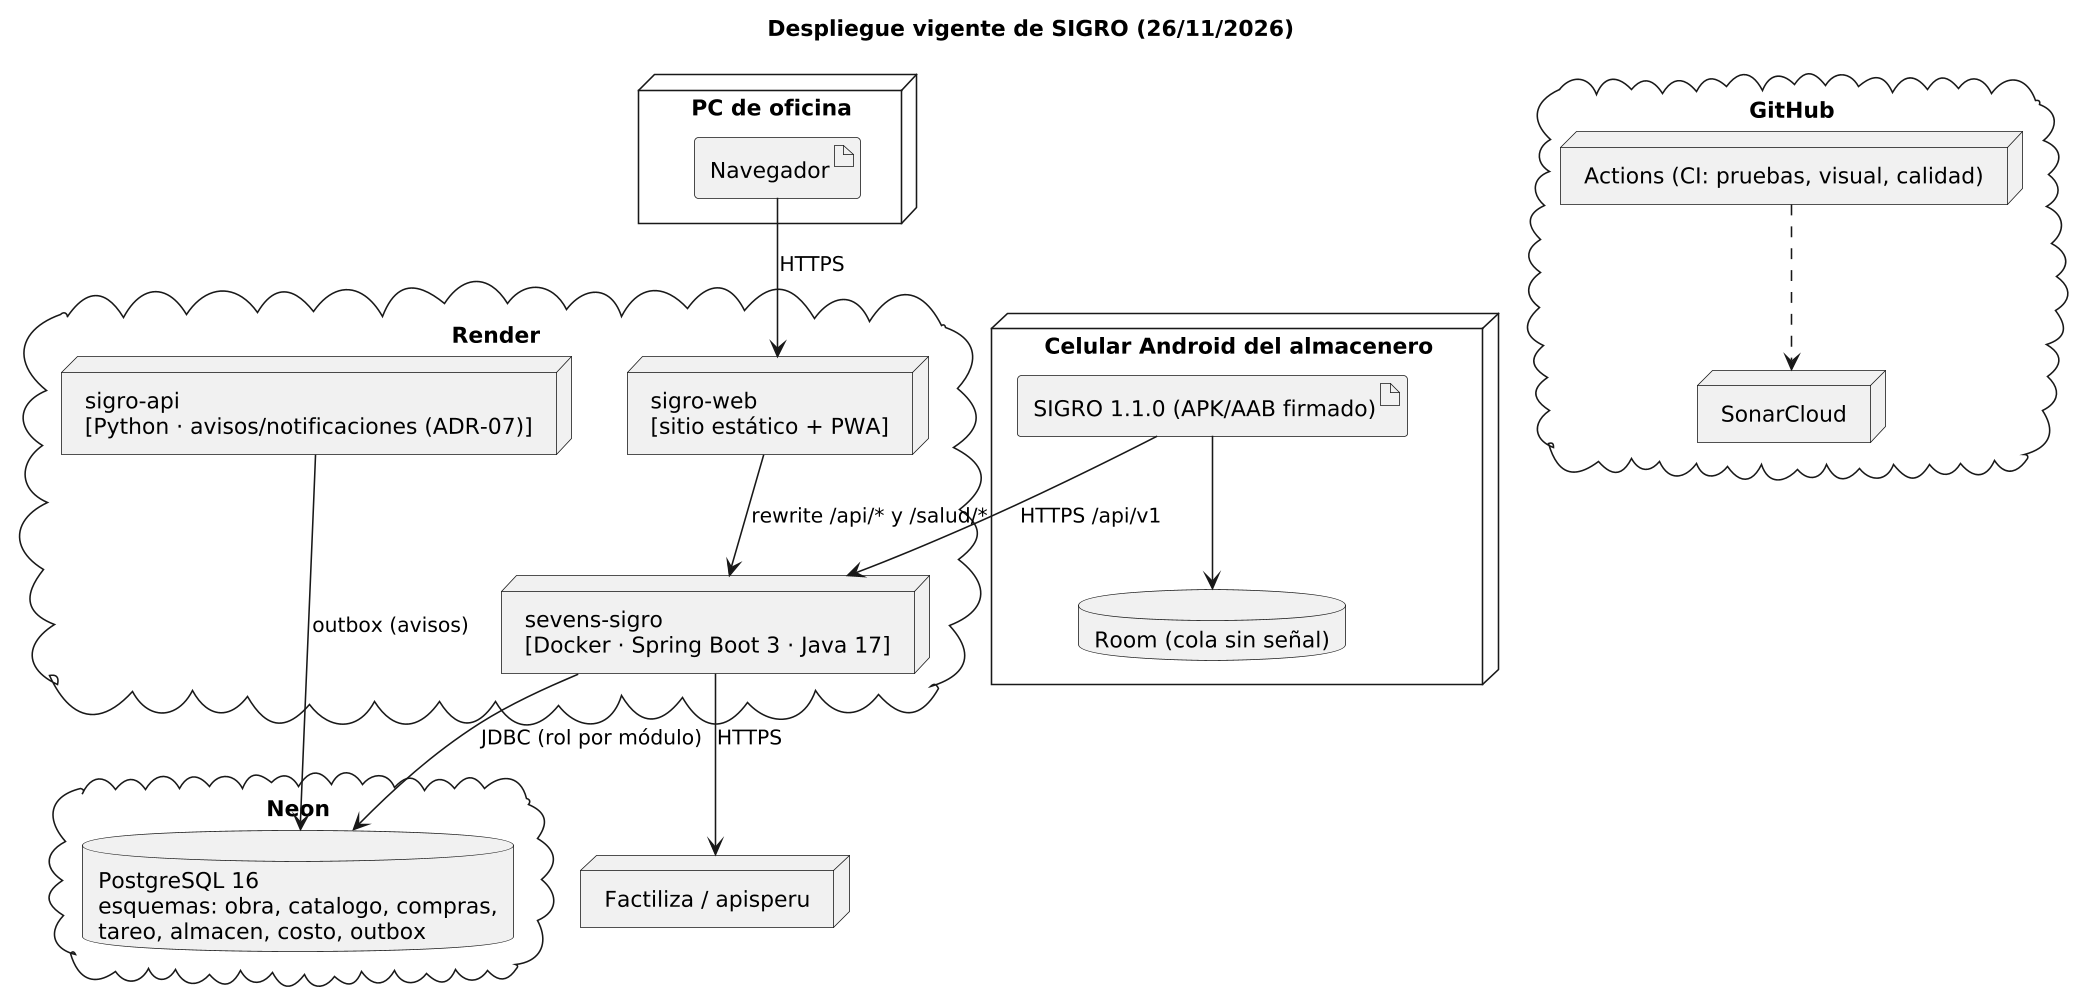 Despliegue vigente de SIGRO (26/11/2026)
PC de oficina
Navegador
HTTPS
GitHub
Actions (CI: pruebas, visual, calidad)
SonarCloud
Render
sigro-api
[Python · avisos/notificaciones (ADR-07)]
sigro-web
[sitio estático + PWA]
Celular Android del almacenero
SIGRO 1.1.0 (APK/AAB firmado)
rewrite /api/* y /salud/*
HTTPS /api/v1
outbox (avisos)
sevens-sigro
[Docker · Spring Boot 3 · Java 17]
Room (cola sin señal)
JDBC (rol por módulo)
HTTPS
Neon
PostgreSQL 16
esquemas: obra, catalogo, compras,
tareo, almacen, costo, outbox
Factiliza / apisperu